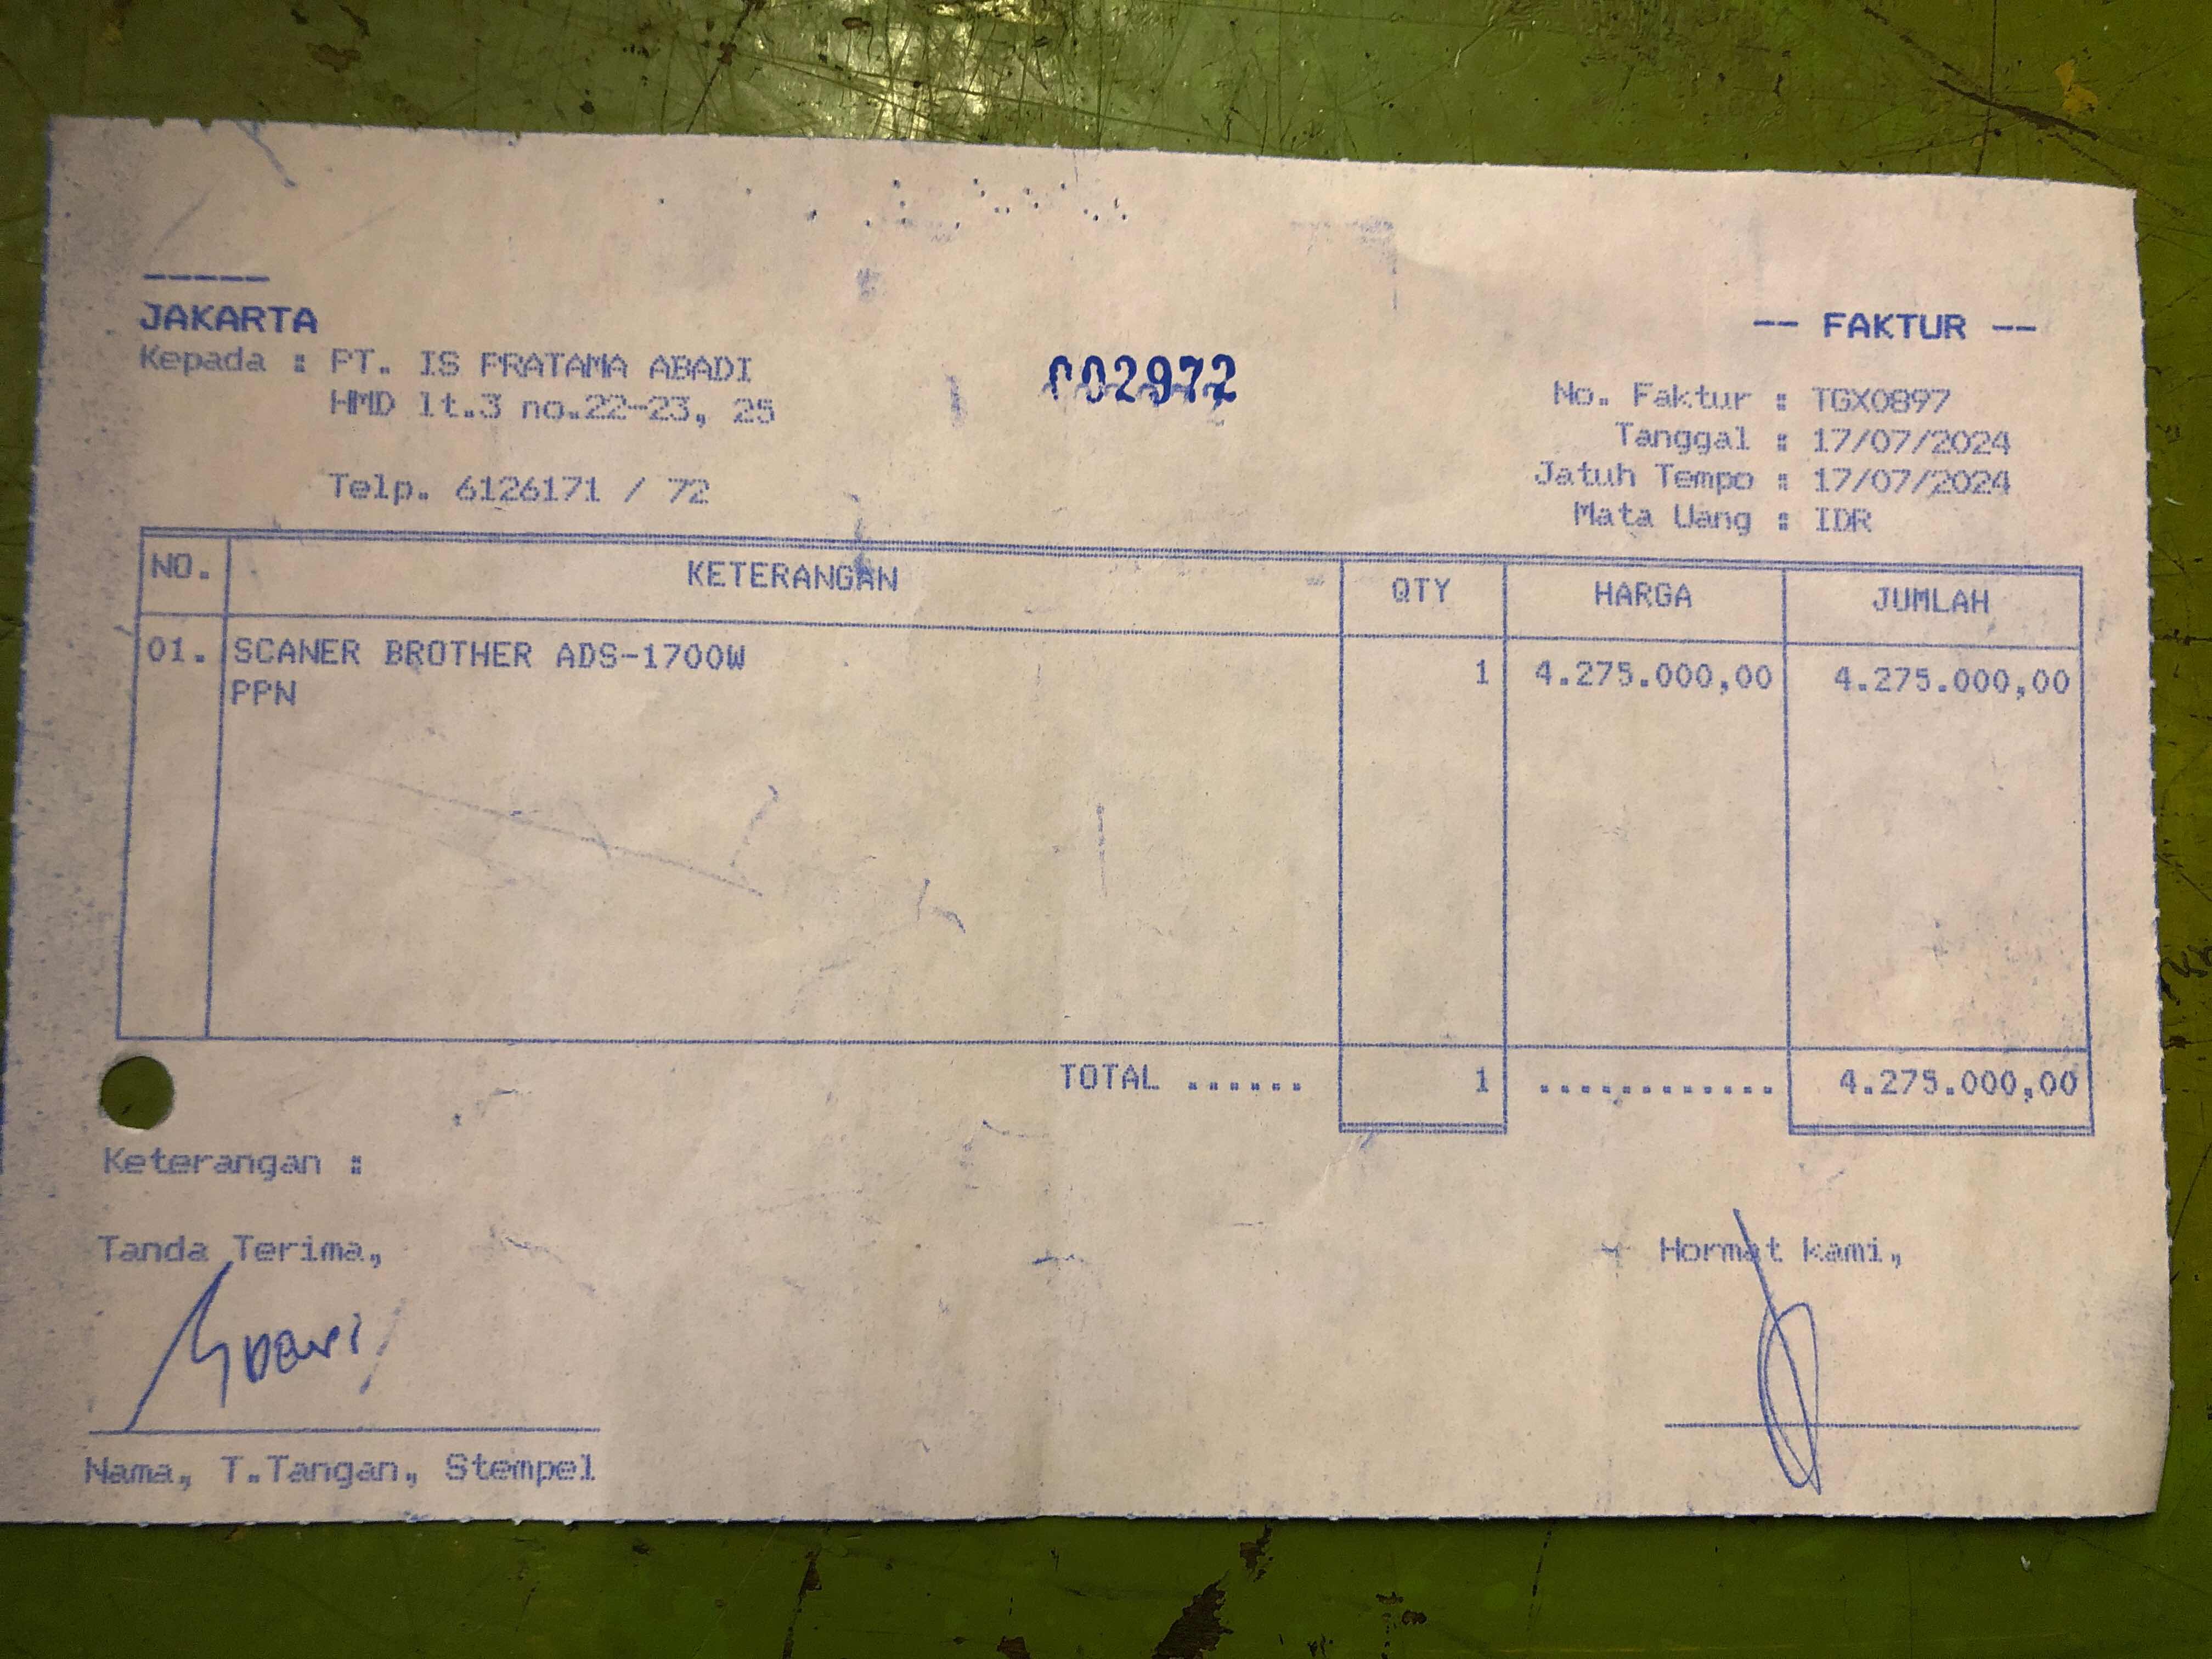 -----
JAKARTA
-- FAKTUR --
Kepada : PT. IS PRATAMA ABADI
HMD lt.3 no.22-23, 25
Telp. 6126171 / 72
002972
No. Faktur : TGX0897
Tanggal : 17/07/2024
Jatuh Tempo : 17/07/2024
Mata Uang : IDR
NO. KETERANGAN QTY HARGA JUMLAH
01. SCANER BROTHER ADS-1700W 1 4.275.000,00 4.275.000,00
PPN
TOTAL ...... 1 ............ 4.275.000,00
Keterangan :
Tanda Terima, Hormat kami,
Nama, T.Tangan, Stempel